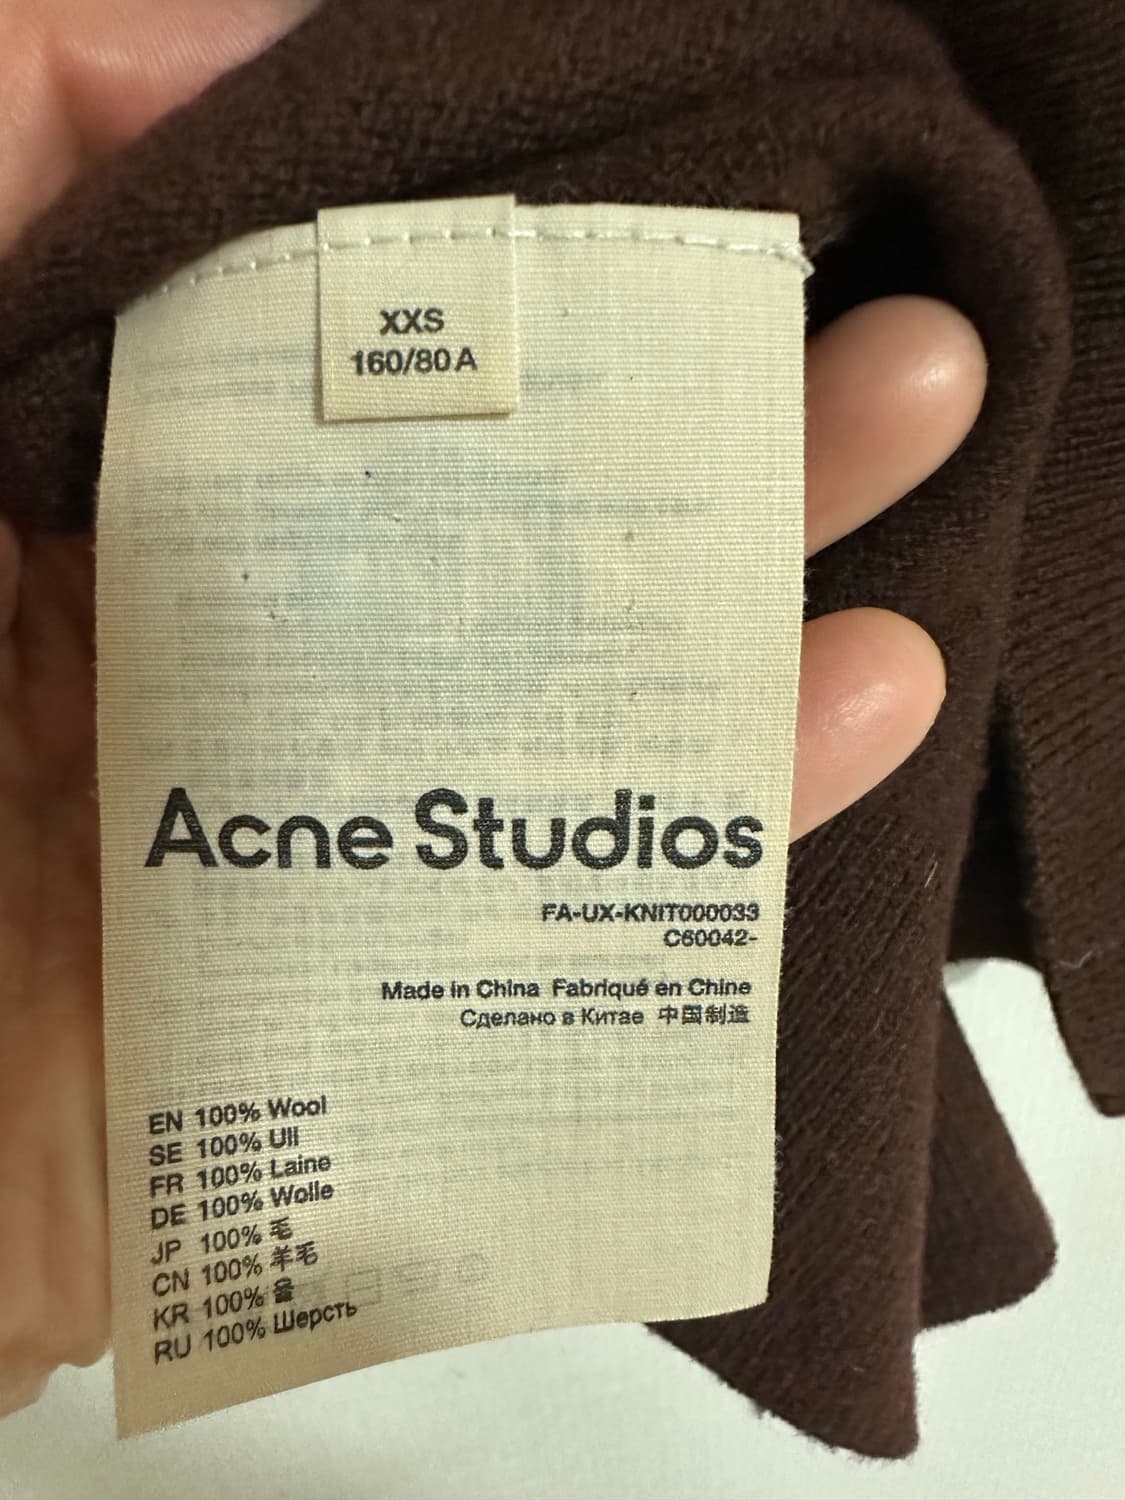 XXS
160/80A
Acne Studios
FA-UX-KNIT000033
C60042-
Made in China Fabriqué en Chine
Сделано в Китае 中国制造
EN 100% Wool
SE 100% Ull
FR 100% Laine
DE 100% Wolle
JP 100% 毛
CN 100% 羊毛
KR 100% 울
RU 100% Шерсть